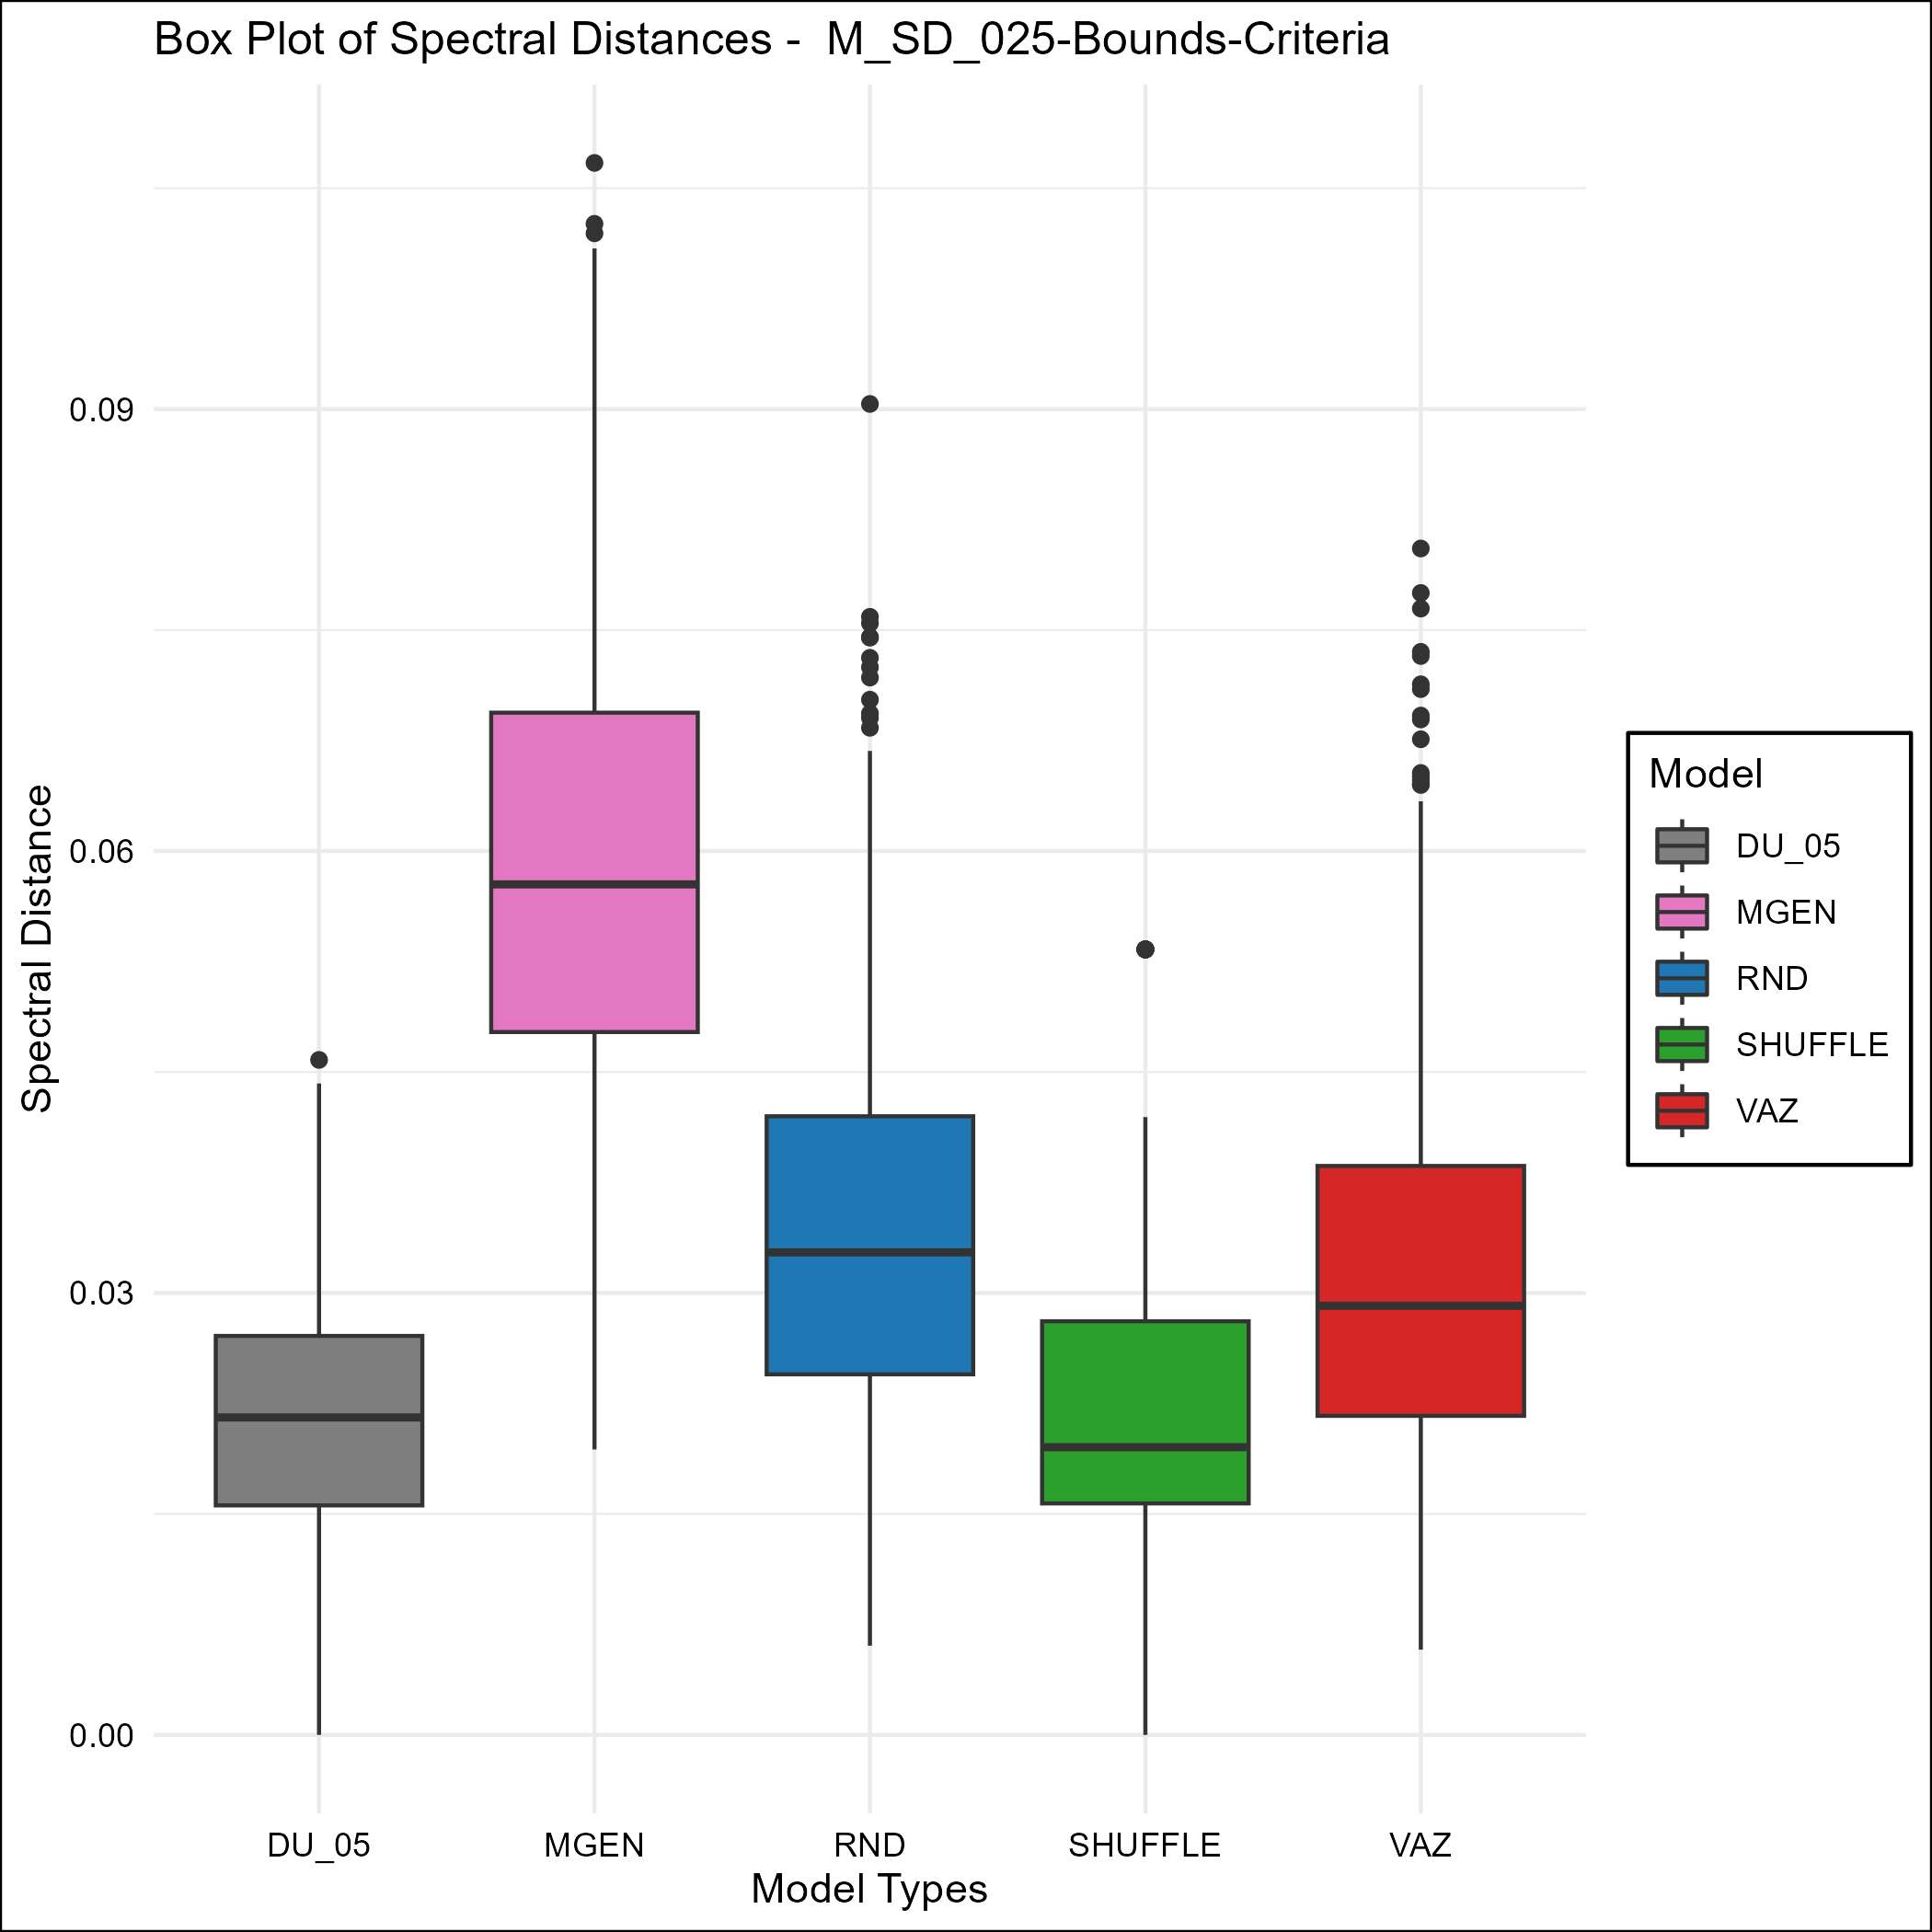 Box Plot of Spectral Distances -  M_SD_025-Bounds-Criteria
Spectral Distance
0.09
0.06
0.03
0.00
DU_05
MGEN
RND
SHUFFLE
VAZ
Model Types
Model
DU_05
MGEN
RND
SHUFFLE
VAZ